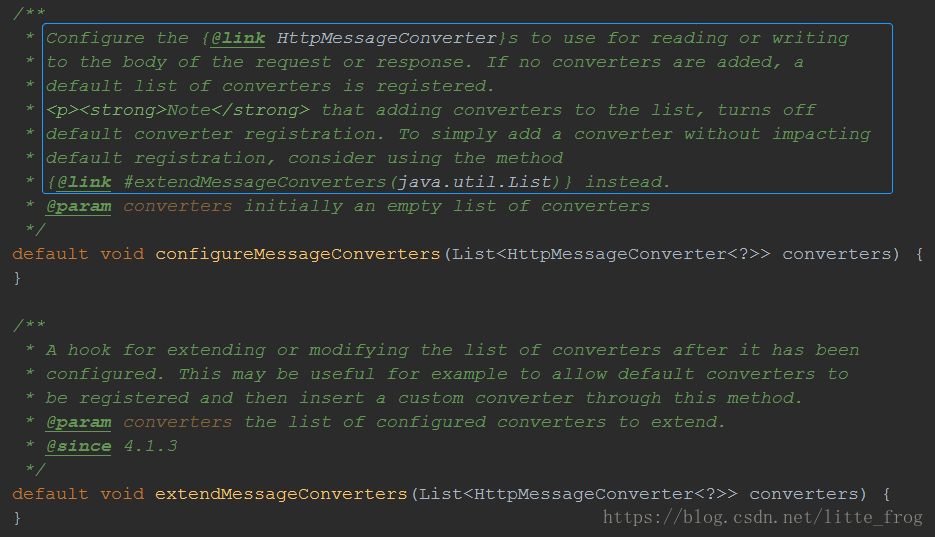 /**
 * Configure the {@link HttpMessageConverter}s to use for reading or writing
 * to the body of the request or response. If no converters are added, a
 * default list of converters is registered.
 * <p><strong>Note</strong> that adding converters to the list, turns off
 * default converter registration. To simply add a converter without impacting
 * default registration, consider using the method
 * {@link #extendMessageConverters(java.util.List)} instead.
 * @param converters initially an empty list of converters
 */
default void configureMessageConverters(List<HttpMessageConverter<?>> converters) {
}
/**
 * A hook for extending or modifying the list of converters after it has been
 * configured. This may be useful for example to allow default converters to
 * be registered and then insert a custom converter through this method.
 * @param converters the list of configured converters to extend.
 * @since 4.1.3
 */
default void extendMessageConverters(List<HttpMessageConverter<?>> converters) {
}
https://blog.csdn.net/litte_frog